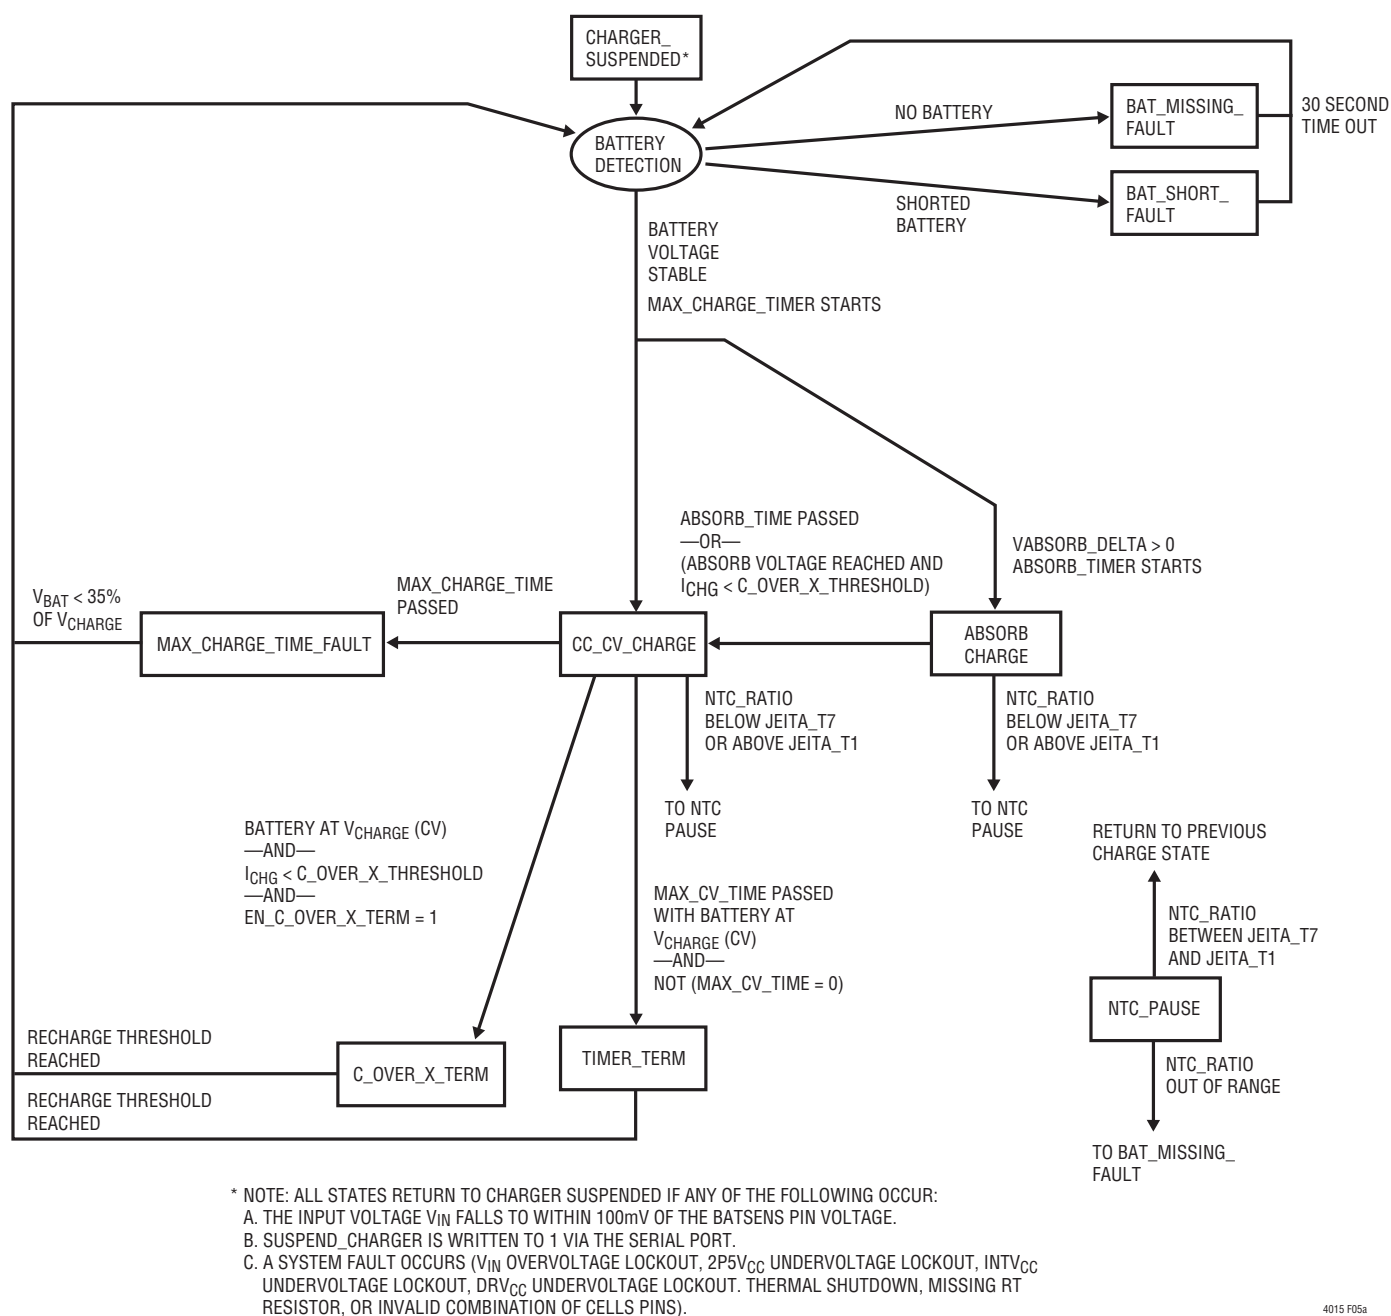 CHARGER_
SUSPENDED*
BATTERY
DETECTION
NO BATTERY
BAT_MISSING_
FAULT
30 SECOND
TIME OUT
SHORTED
BATTERY
BAT_SHORT_
FAULT
BATTERY
VOLTAGE
STABLE
MAX_CHARGE_TIMER STARTS
ABSORB_TIME PASSED
—OR—
(ABSORB VOLTAGE REACHED AND
ICHG < C_OVER_X_THRESHOLD)
VABSORB_DELTA > 0
ABSORB_TIMER STARTS
VBAT < 35%
OF VCHARGE
MAX_CHARGE_TIME
PASSED
MAX_CHARGE_TIME_FAULT
CC_CV_CHARGE
ABSORB
CHARGE
NTC_RATIO
BELOW JEITA_T7
OR ABOVE JEITA_T1
NTC_RATIO
BELOW JEITA_T7
OR ABOVE JEITA_T1
TO NTC
PAUSE
TO NTC
PAUSE
BATTERY AT VCHARGE (CV)
—AND—
ICHG < C_OVER_X_THRESHOLD
—AND—
EN_C_OVER_X_TERM = 1
MAX_CV_TIME PASSED
WITH BATTERY AT
VCHARGE (CV)
—AND—
NOT (MAX_CV_TIME = 0)
RETURN TO PREVIOUS
CHARGE STATE
NTC_RATIO
BETWEEN JEITA_T7
AND JEITA_T1
NTC_PAUSE
NTC_RATIO
OUT OF RANGE
TO BAT_MISSING_
FAULT
RECHARGE THRESHOLD
REACHED
C_OVER_X_TERM
TIMER_TERM
RECHARGE THRESHOLD
REACHED
* NOTE: ALL STATES RETURN TO CHARGER SUSPENDED IF ANY OF THE FOLLOWING OCCUR:
A. THE INPUT VOLTAGE VIN FALLS TO WITHIN 100mV OF THE BATSENS PIN VOLTAGE.
B. SUSPEND_CHARGER IS WRITTEN TO 1 VIA THE SERIAL PORT.
C. A SYSTEM FAULT OCCURS (VIN OVERVOLTAGE LOCKOUT, 2P5VCC UNDERVOLTAGE LOCKOUT, INTVCC
UNDERVOLTAGE LOCKOUT, DRVCC UNDERVOLTAGE LOCKOUT. THERMAL SHUTDOWN, MISSING RT
RESISTOR, OR INVALID COMBINATION OF CELLS PINS).
4015 F05a